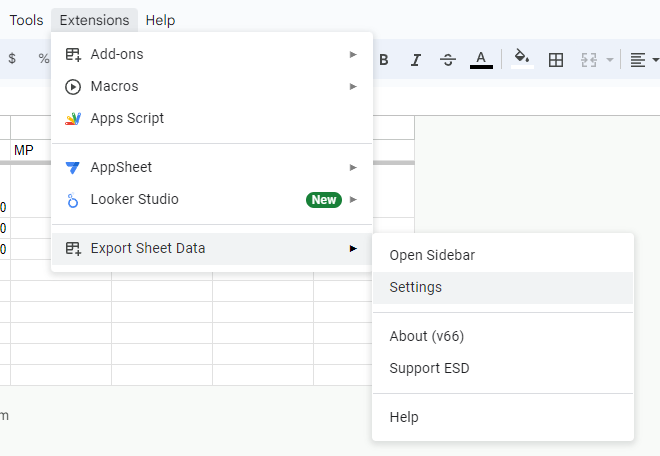 Tools Extensions Help
$ % B I S A
Add-ons
Macros
Apps Script
MP
AppSheet
Looker Studio New
0
0
0 Export Sheet Data
Open Sidebar
Settings
About (v66)
Support ESD
m
Help